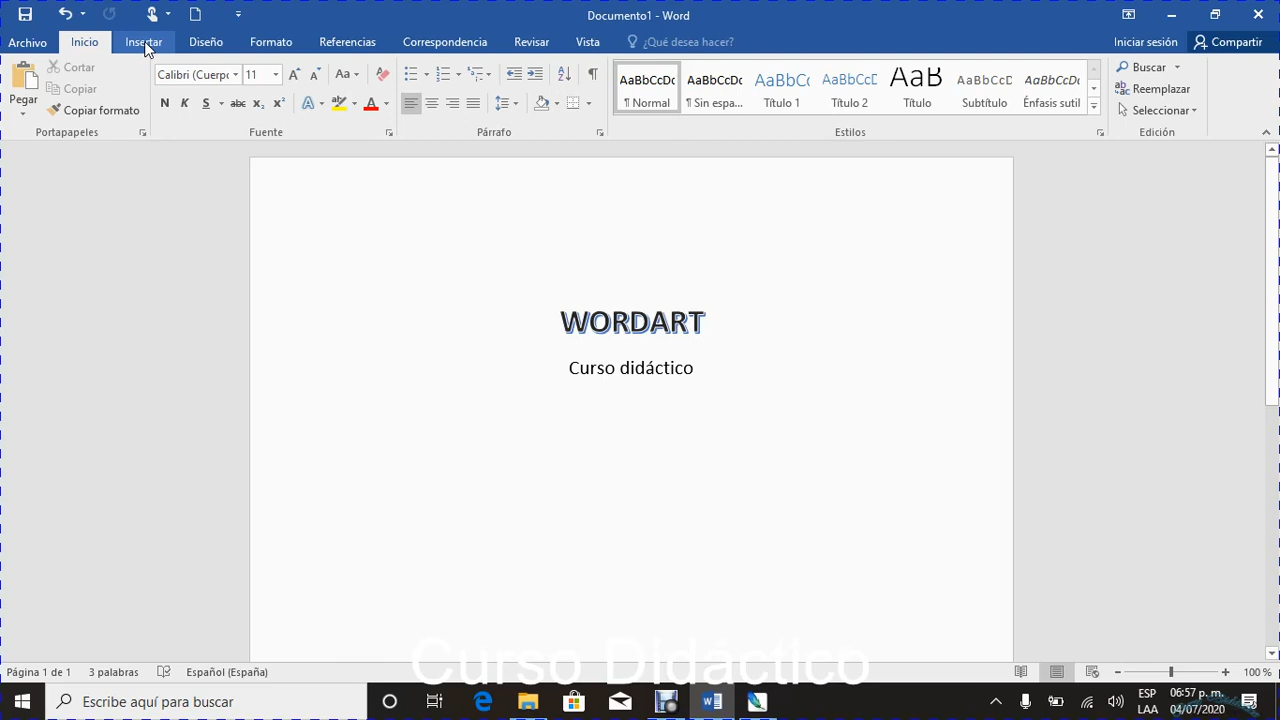 Documento1 - Word
Archivo Inicio Insertar Diseño Formato Referencias Correspondencia Revisar Vista ¿Qué desea hacer? Iniciar sesión Compartir
Pegar
Cortar
Copiar
Copiar formato
Portapapeles
Calibri (Cuerpo 11 Aa
N K S abc x₂ x² A A
Fuente
Párrafo
AaBbCcDc AaBbCcDc AaBbC AaBbCcD AaB AaBbCcD AaBbCcDc
¶ Normal ¶ Sin espa... Título 1 Título 2 Título Subtítulo Énfasis sutil
Estilos
Buscar
Reemplazar
Seleccionar
Edición
WORDART
Curso didáctico
Curso Didáctico
Página 1 de 1 3 palabras Español (España) 100 %
Escribe aquí para buscar
ESP 06:57 p. m.
LAA 04/07/2020